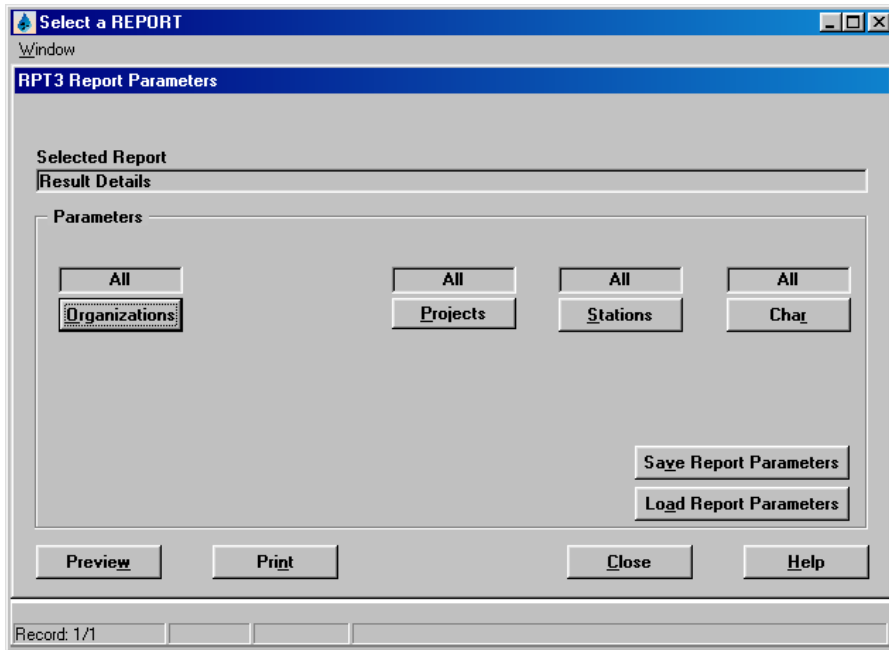 Select a REPORT
Window
RPT3 Report Parameters
Selected Report
Result Details
Parameters
All All All All
Organizations Projects Stations Char
Save Report Parameters
Load Report Parameters
Preview Print Close Help
Record: 1/1